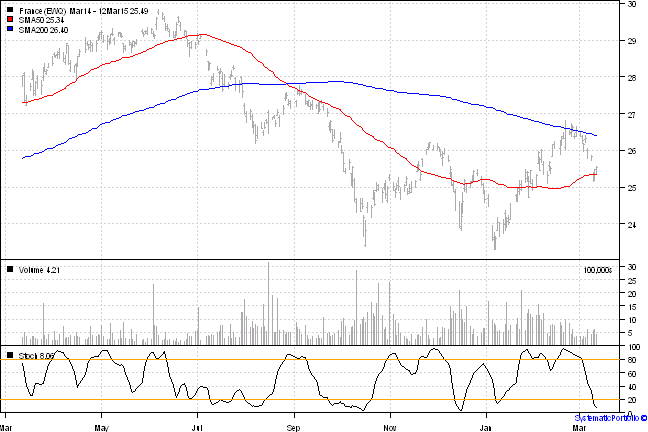 France (EWQ) Mar14 - 12Mar15 25.49
SMA50 25.34
SMA200 26.40
30
29
28
27
26
25
24
Volume 4.21
100,000s
30
25
20
15
10
5
Stoch 8.06
100
80
60
40
20
0
Mar May Jul Sep Nov Jan Mar
SystematicPortfolio ©